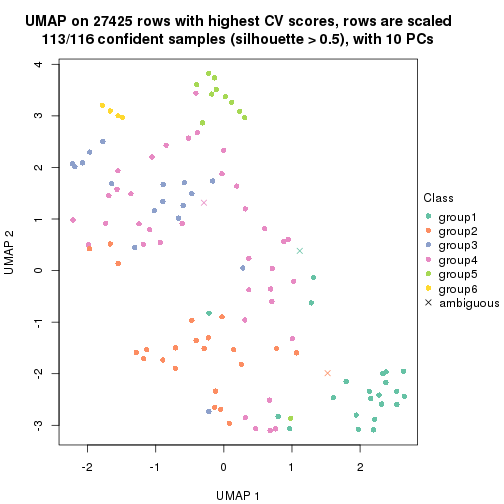 UMAP on 27425 rows with highest CV scores, rows are scaled
113/116 confident samples (silhouette > 0.5), with 10 PCs
4
3
2
1
0
-1
-2
-3
UMAP 2
-2
-1
0
1
2
UMAP 1
Class
group1
group2
group3
group4
group5
group6
ambiguous